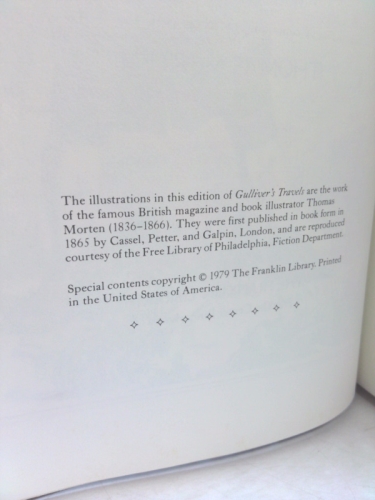 The illustrations in this edition of Gulliver's Travels are the work
of the famous British magazine and book illustrator Thomas
Morten (1836–1866). They were first published in book form in
1865 by Cassel, Petter, and Galpin, London, and are reproduced
courtesy of the Free Library of Philadelphia, Fiction Department.
Special contents copyright © 1979 The Franklin Library. Printed
in the United States of America.